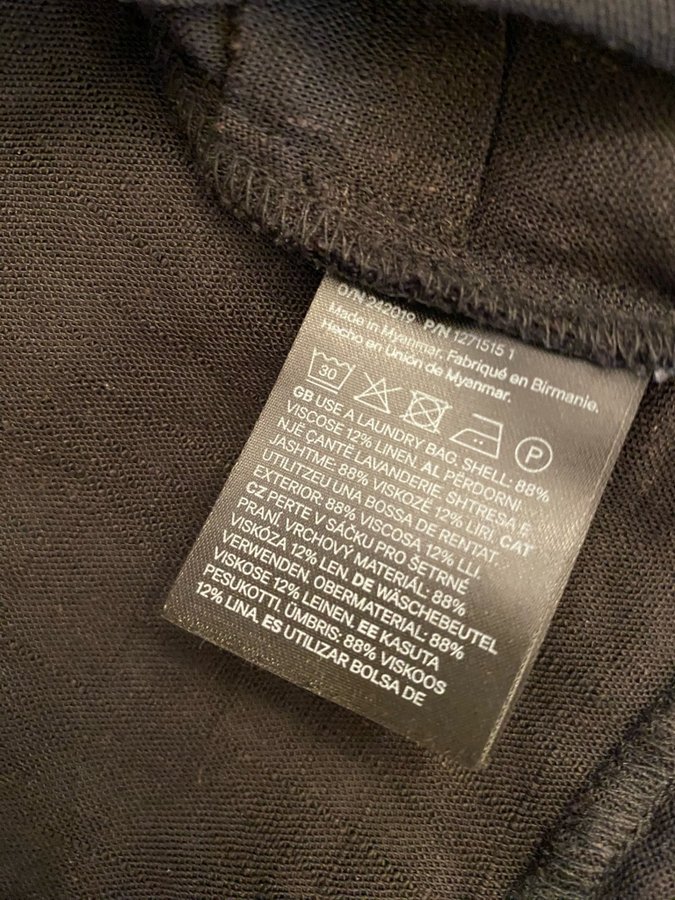 O/N 242019 P/N 1271515 1
Made in Myanmar. Fabriqué en Birmanie.
Hecho en Unión de Myanmar.
30 P
GB USE A LAUNDRY BAG. SHELL: 88%
VISCOSE 12% LINEN. AL PËRDORNI
NJË ÇANTË LAVANDERIE. SHTRESA E
JASHTME: 88% VISKOZË 12% LIRI. CAT
UTILITZEU UNA BOSSA DE RENTAT.
EXTERIOR: 88% VISCOSA 12% LLI.
CZ PERTE V SÁČKU PRO ŠETRNÉ
PRANÍ. VRCHOVÝ MATERIÁL: 88%
VISKÓZA 12% LEN. DE WÄSCHEBEUTEL
VERWENDEN. OBERMATERIAL: 88%
VISKOSE 12% LEINEN. EE KASUTA
PESUKOTTI. ÜMBRIS: 88% VISKOOS
12% LINA. ES UTILIZAR BOLSA DE